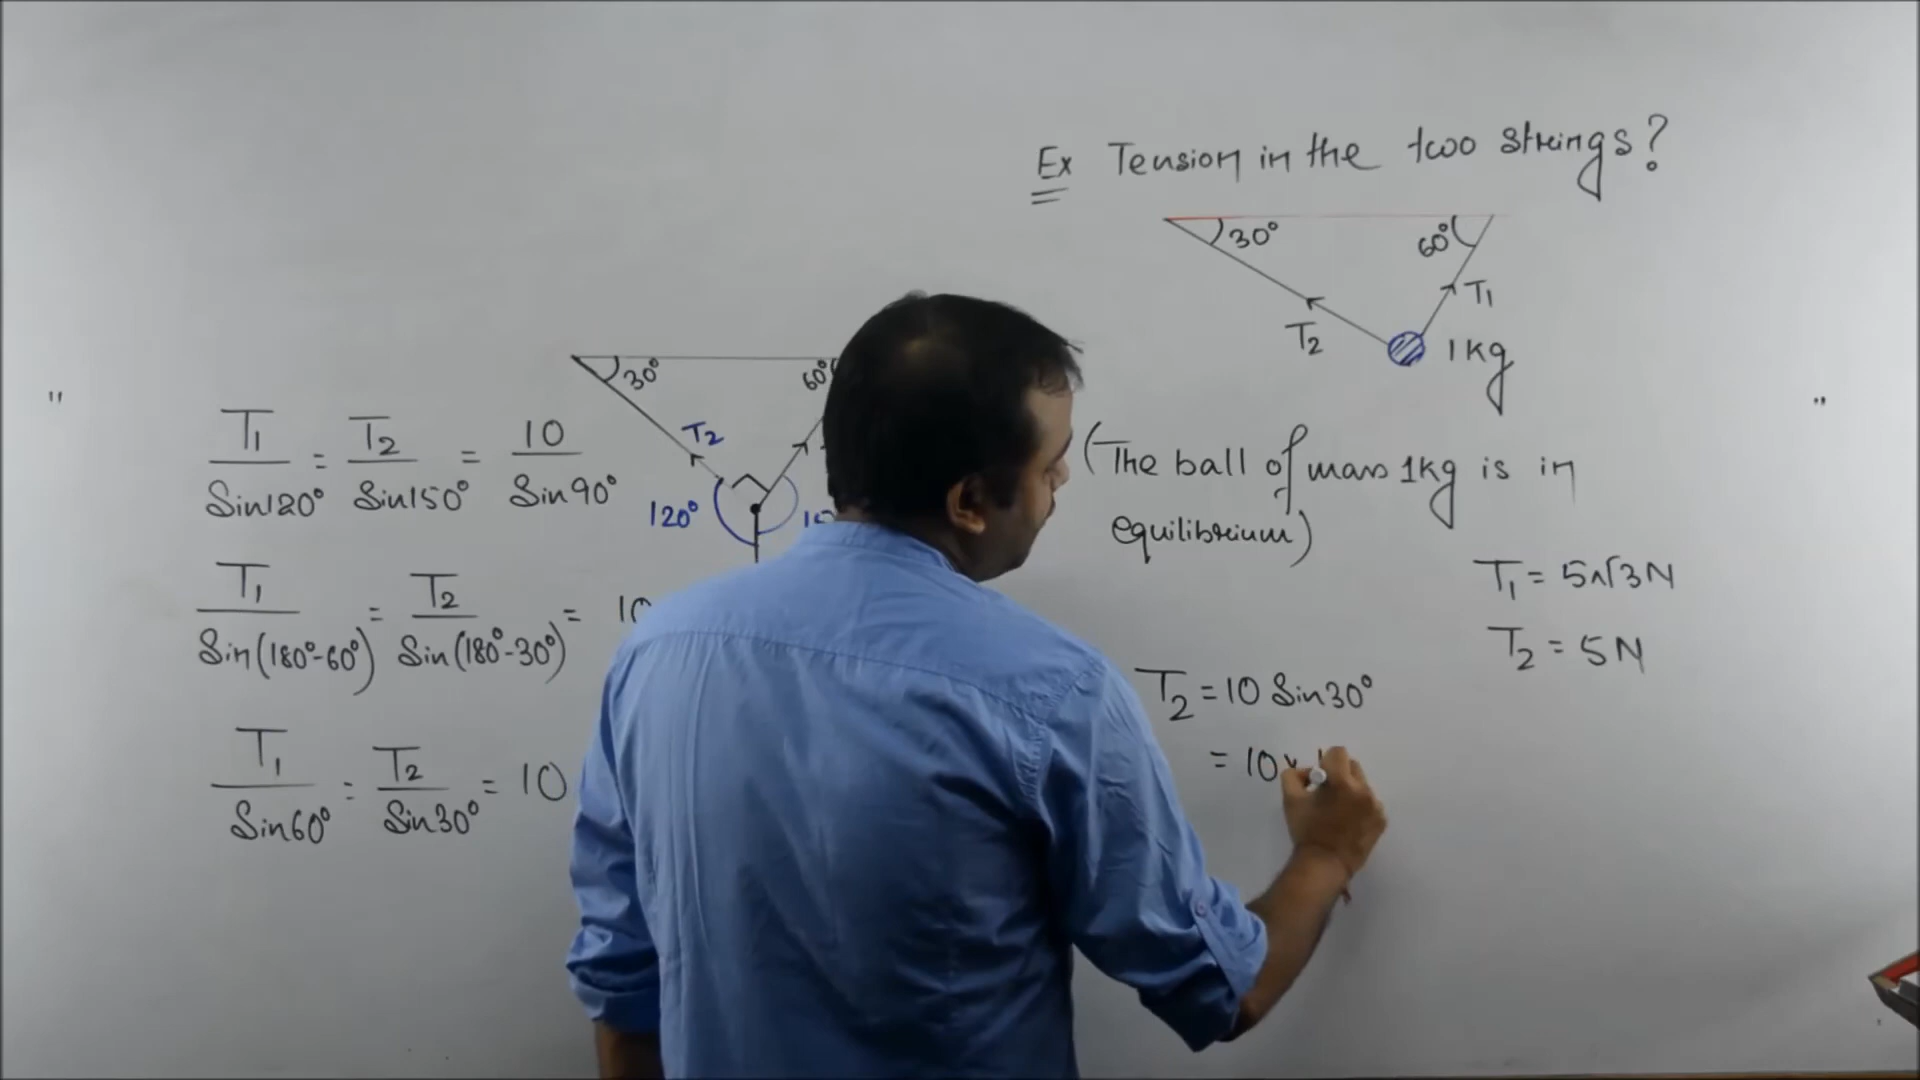 Ex Tension in the two strings?
30° 60°
T₁
T₂
1kg
(The ball of mass 1kg is in
equilibrium)
T₁ = 5√3N
T₂ = 5N
T₂ = 10 Sin30°
= 10×
30° 60°
T₂
120°
"
"
T₁/Sin120° = T₂/Sin150° = 10/Sin90°
T₁/Sin(180°-60°) = T₂/Sin(180°-30°) = 10
T₁/Sin60° = T₂/Sin30° = 10